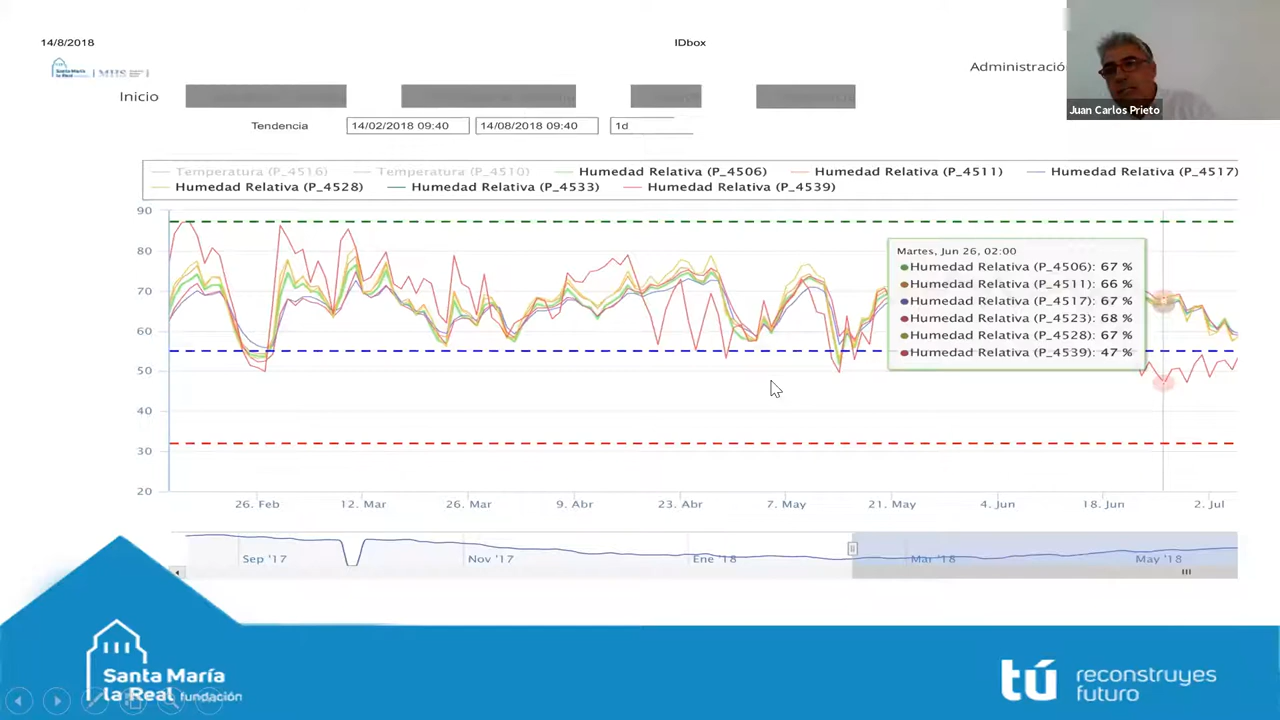 14/8/2018
IDbox
Santa María
la Real
MHS
Administració
Juan Carlos Prieto
Inicio
Tendencia
14/02/2018 09:40
14/08/2018 09:40
1d
Temperatura (P_4516)
Temperatura (P_4510)
Humedad Relativa (P_4506)
Humedad Relativa (P_4511)
Humedad Relativa (P_4517)
Humedad Relativa (P_4528)
Humedad Relativa (P_4533)
Humedad Relativa (P_4539)
90
80
70
60
50
40
30
20
Martes, Jun 26, 02:00
Humedad Relativa (P_4506): 67 %
Humedad Relativa (P_4511): 66 %
Humedad Relativa (P_4517): 67 %
Humedad Relativa (P_4523): 68 %
Humedad Relativa (P_4528): 67 %
Humedad Relativa (P_4539): 47 %
26. Feb
12. Mar
26. Mar
9. Abr
23. Abr
7. May
21. May
4. Jun
18. Jun
2. Jul
Sep '17
Nov '17
Ene '18
Mar '18
May '18
Santa María
la Real fundación
tú reconstruyes
futuro